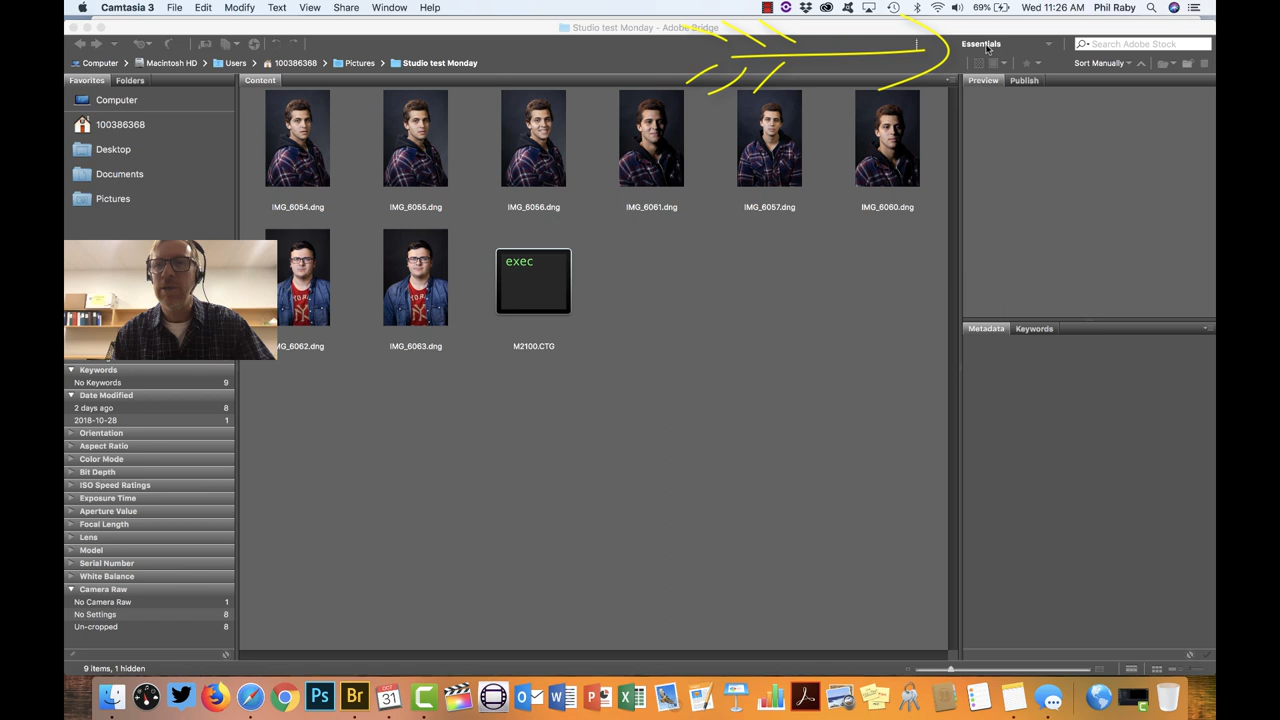 Camtasia 3 File Edit Modify Text View Share Window Help 69% Wed 11:26 AM Phil Raby
Studio test Monday – Adobe Bridge
Essentials Search Adobe Stock
Computer Macintosh HD Users 100386368 Pictures Studio test Monday Sort Manually
Favorites Folders Content Preview Publish
Computer
100386368
Desktop
Documents
Pictures
IMG_6054.dng IMG_6055.dng IMG_6056.dng IMG_6061.dng IMG_6057.dng IMG_6060.dng
exec
TOR
NY
MG_6062.dng IMG_6063.dng M2100.CTG
Metadata Keywords
Keywords
No Keywords 9
Date Modified
2 days ago 8
2018-10-28 1
Orientation
Aspect Ratio
Color Mode
Bit Depth
ISO Speed Ratings
Exposure Time
Aperture Value
Focal Length
Lens
Model
Serial Number
White Balance
Camera Raw
No Camera Raw 1
No Settings 8
Un-cropped 8
9 items, 1 hidden
Ps Br 31